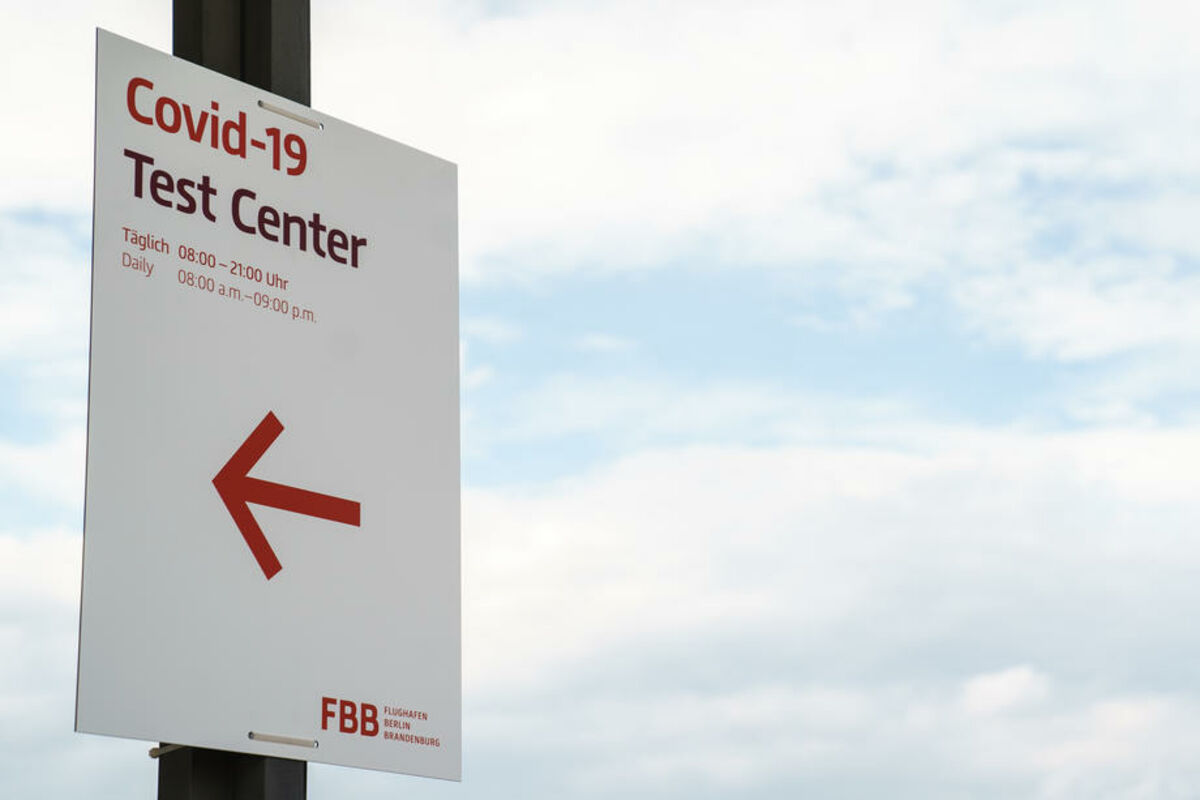 Covid-19
Test Center
Täglich 08:00 – 21:00 Uhr
Daily 08:00 a.m.–09:00 p.m.
FBB
FLUGHAFEN
BERLIN
BRANDENBURG